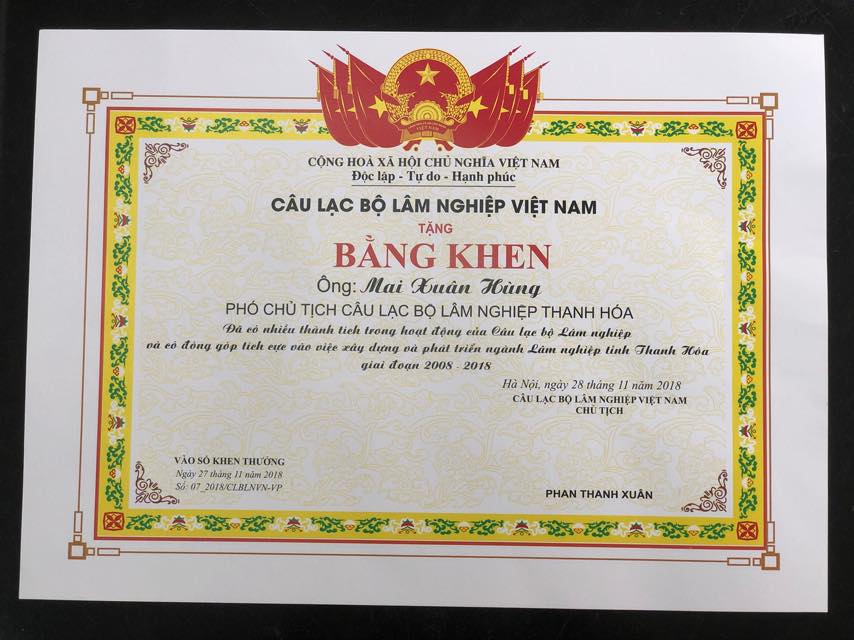 VIỆT NAM
CỘNG HOÀ XÃ HỘI CHỦ NGHĨA VIỆT NAM
Độc lập - Tự do - Hạnh phúc
CÂU LẠC BỘ LÂM NGHIỆP VIỆT NAM
TẶNG
BẰNG KHEN
Ông: Mai Xuân Hùng
PHÓ CHỦ TỊCH CÂU LẠC BỘ LÂM NGHIỆP THANH HÓA
Đã có nhiều thành tích trong hoạt động của Câu lạc bộ Lâm nghiệp
và có đóng góp tích cực vào việc xây dựng và phát triển ngành Lâm nghiệp tỉnh Thanh Hóa
giai đoạn 2008 - 2018
Hà Nội, ngày 28 tháng 11 năm 2018
CÂU LẠC BỘ LÂM NGHIỆP VIỆT NAM
CHỦ TỊCH
VÀO SỔ KHEN THƯỞNG
Ngày 27 tháng 11 năm 2018
Số: 07_2018/CLBLNVN-VP
PHAN THANH XUÂN